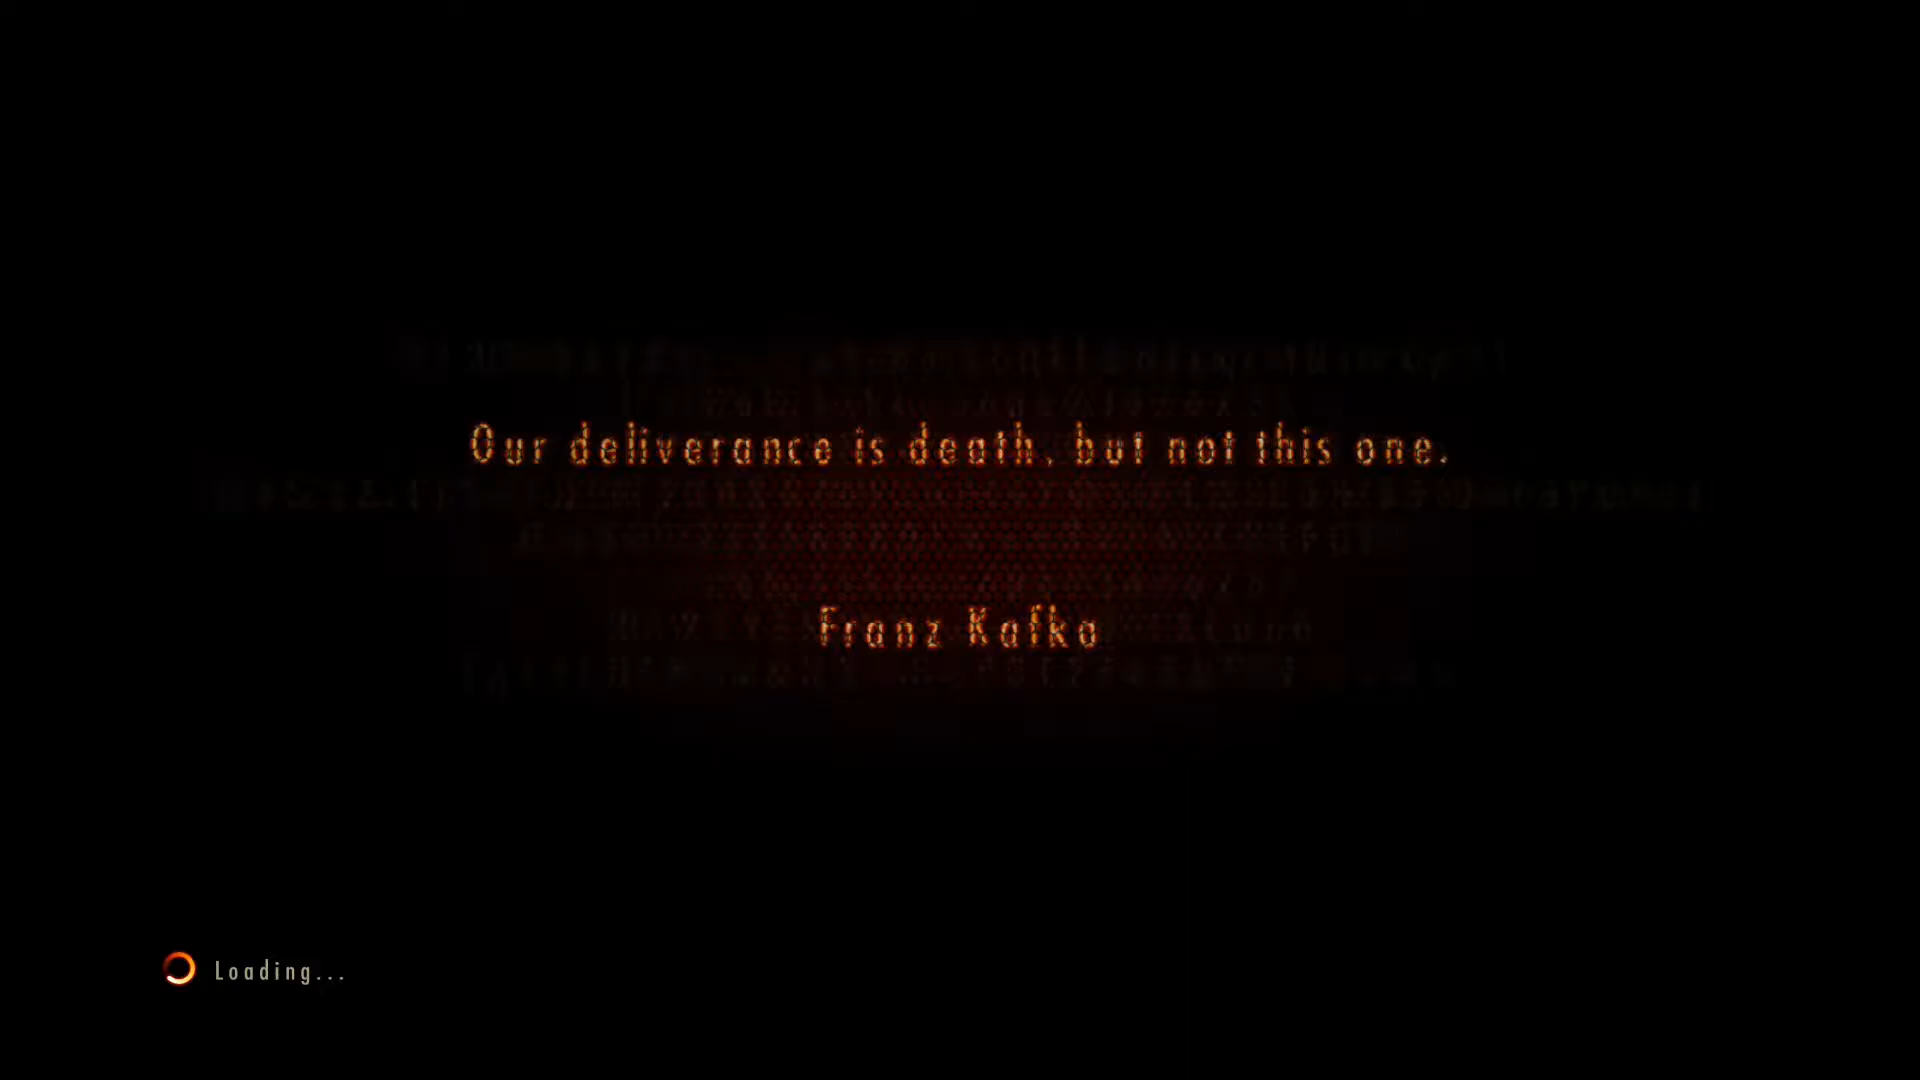 Our deliverance is death, but not this one.
Franz Kafka
Loading...